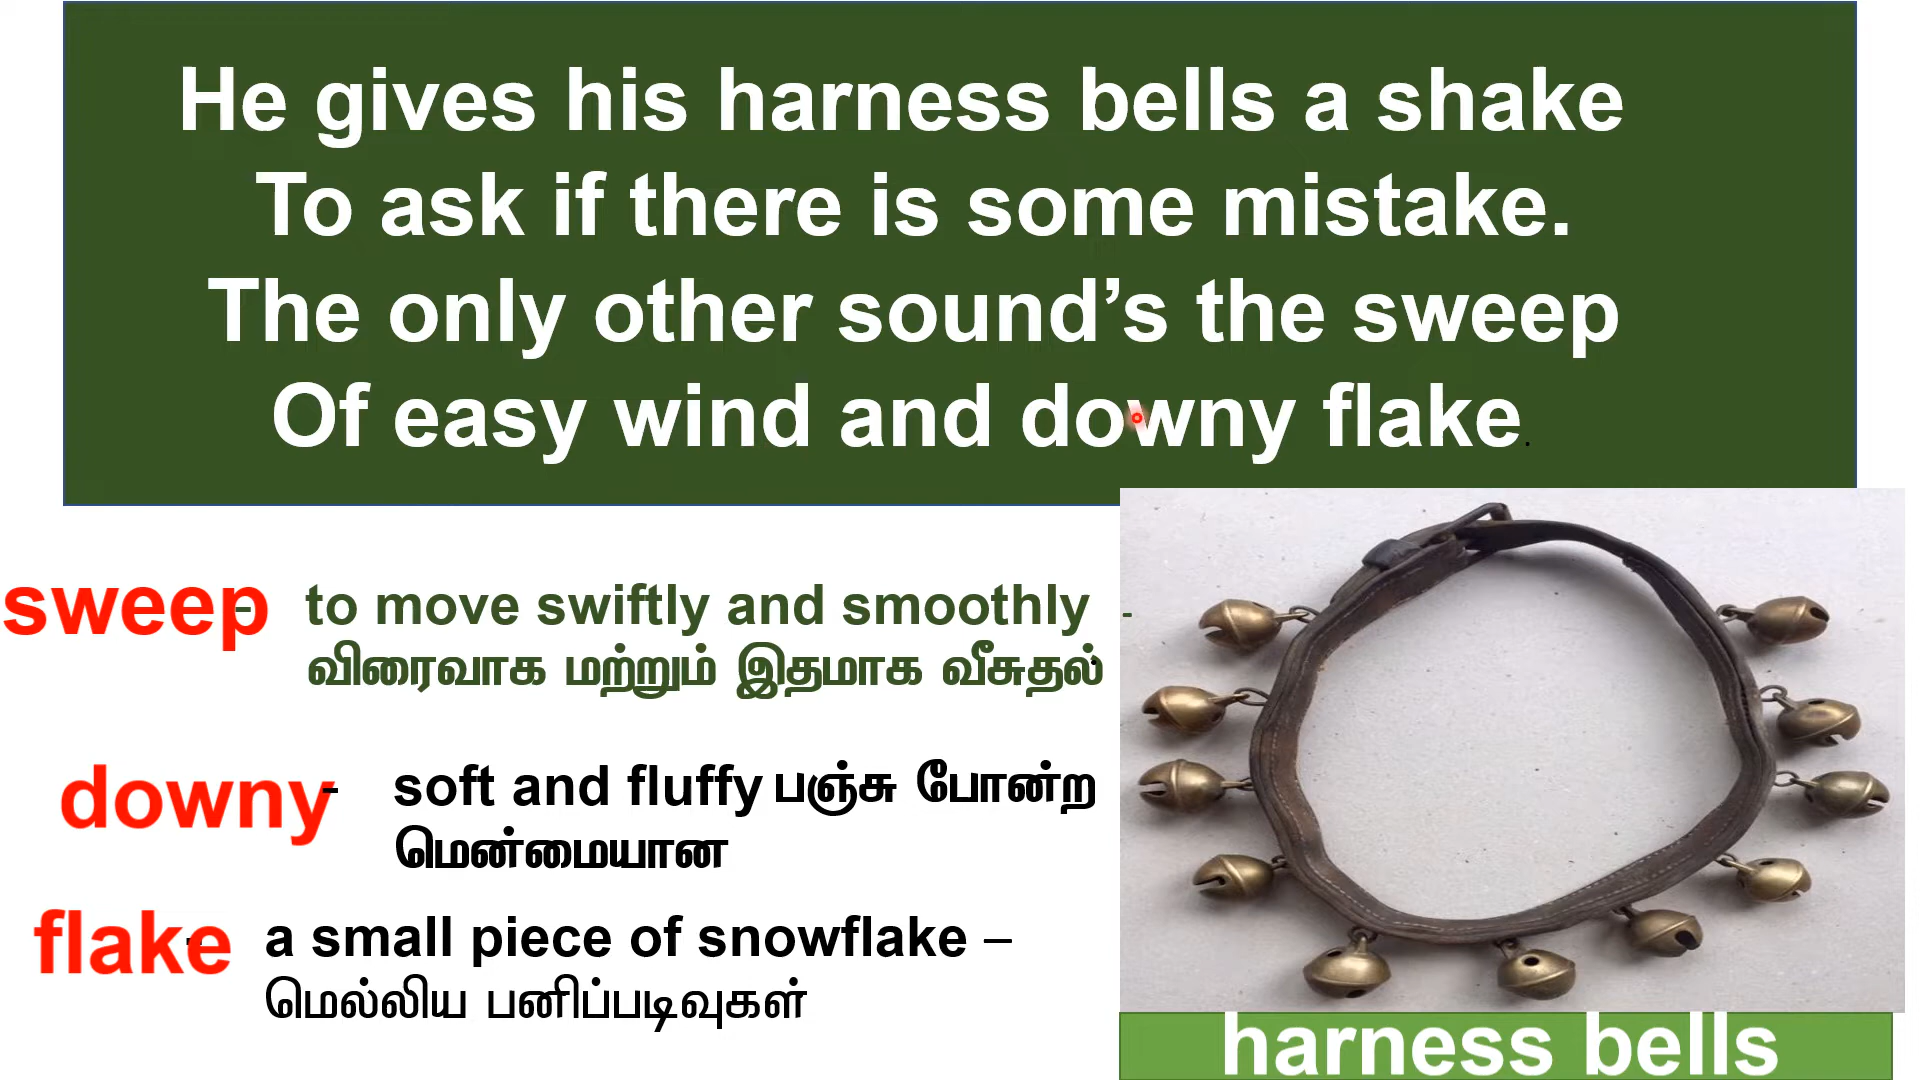 He gives his harness bells a shake
To ask if there is some mistake.
The only other sound’s the sweep
Of easy wind and downy flake.
sweep - to move swiftly and smoothly -
விரைவாக மற்றும் இதமாக வீசுதல்
downy - soft and fluffy பஞ்சு போன்ற
மென்மையான
flake - a small piece of snowflake –
மெல்லிய பனிப்படிவுகள்
harness bells